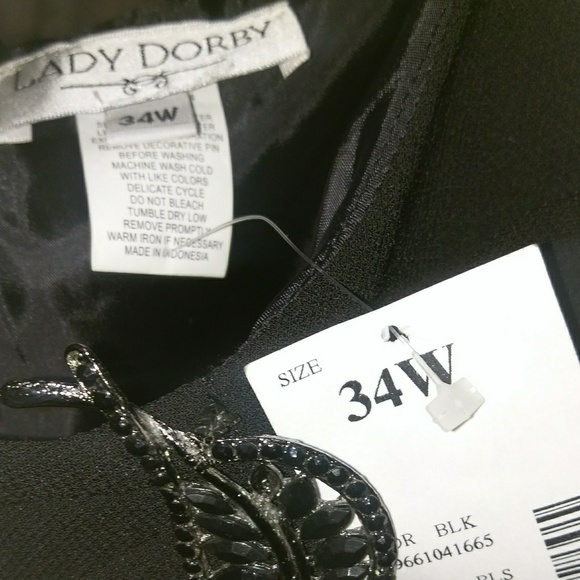 LADY DORBY
34W
REMOVE DECORATIVE PIN
BEFORE WASHING
MACHINE WASH COLD
WITH LIKE COLORS
DELICATE CYCLE
DO NOT BLEACH
TUMBLE DRY LOW
REMOVE PROMPTLY
WARM IRON IF NECESSARY
MADE IN INDONESIA
SIZE
34W
BLK
9661041665
PLS